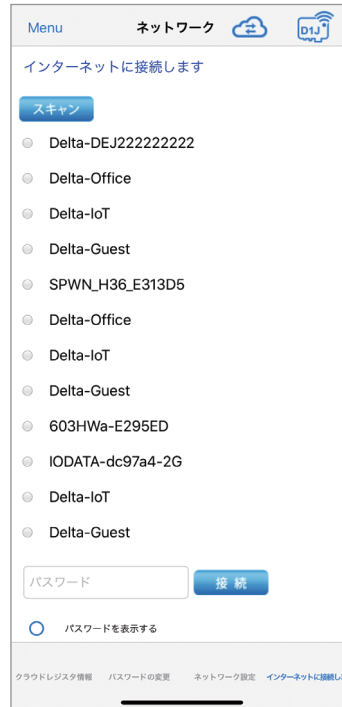 Menu ネットワーク D1J
インターネットに接続します
スキャン
Delta-DEJ222222222
Delta-Office
Delta-IoT
Delta-Guest
SPWN_H36_E313D5
Delta-Office
Delta-IoT
Delta-Guest
603HWa-E295ED
IODATA-dc97a4-2G
Delta-IoT
Delta-Guest
パスワード 接 続
パスワードを表示する
クラウドレジスタ情報 パスワードの変更 ネットワーク設定 インターネットに接続し